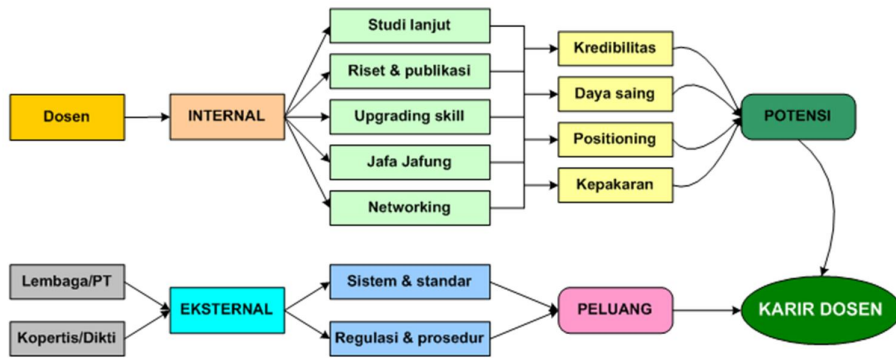 Dosen
INTERNAL
Studi lanjut
Riset & publikasi
Upgrading skill
Jafa Jafung
Networking
Kredibilitas
Daya saing
Positioning
Kepakaran
POTENSI
Lembaga/PT
Kopertis/Dikti
EKSTERNAL
Sistem & standar
Regulasi & prosedur
PELUANG
KARIR DOSEN